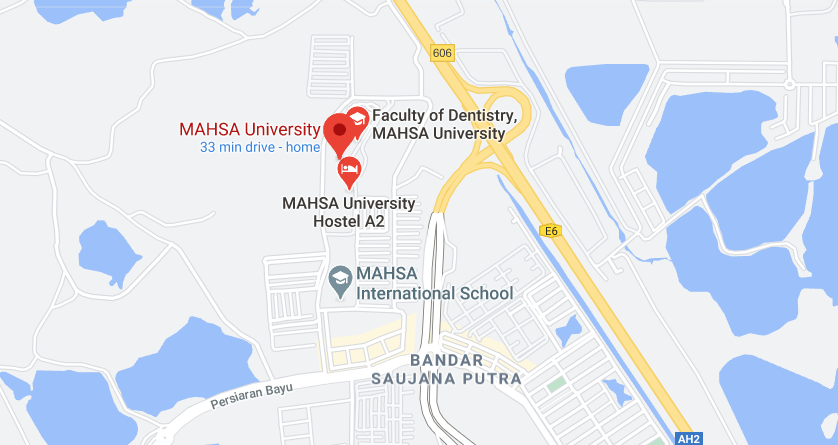 606
MAHSA University
33 min drive - home
Faculty of Dentistry,
MAHSA University
MAHSA University
Hostel A2
E6
MAHSA
International School
BANDAR
SAUJANA PUTRA
Persiaran Bayu
AH2